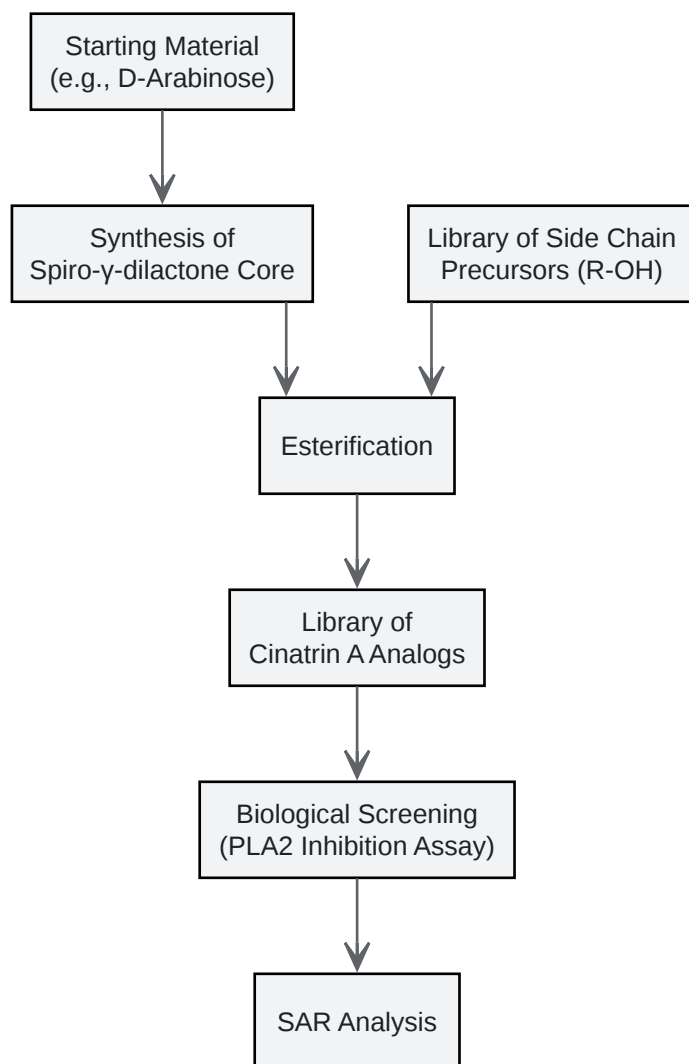 Starting Material
(e.g., D-Arabinose)
Synthesis of
Spiro-γ-dilactone Core
Library of Side Chain
Precursors (R-OH)
Esterification
Library of
Cinatrin A Analogs
Biological Screening
(PLA2 Inhibition Assay)
SAR Analysis